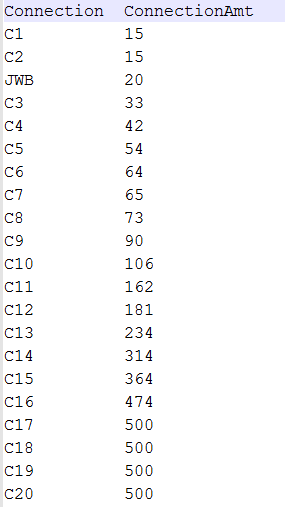 Connection ConnectionAmt
C1 15
C2 15
JWB 20
C3 33
C4 42
C5 54
C6 64
C7 65
C8 73
C9 90
C10 106
C11 162
C12 181
C13 234
C14 314
C15 364
C16 474
C17 500
C18 500
C19 500
C20 500